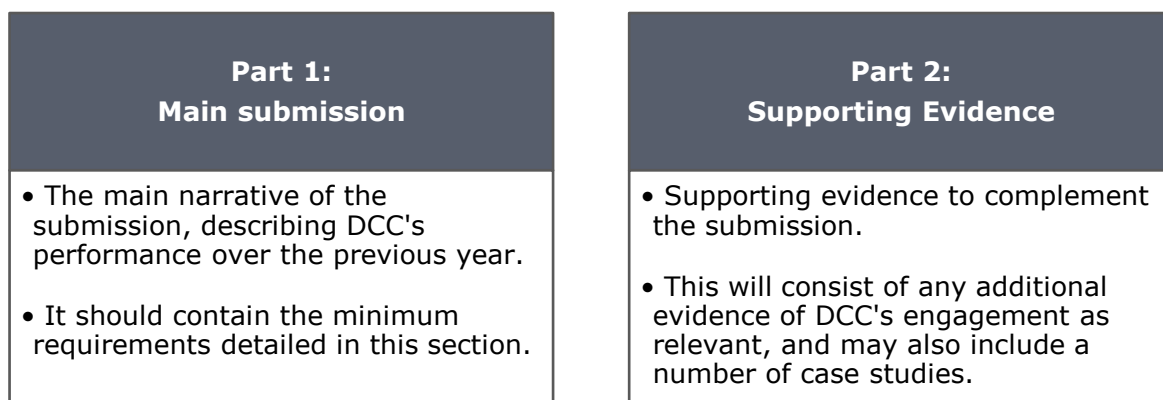 Part 1:
Main submission
• The main narrative of the
submission, describing DCC's
performance over the previous year.
• It should contain the minimum
requirements detailed in this section.
Part 2:
Supporting Evidence
• Supporting evidence to complement
the submission.
• This will consist of any additional
evidence of DCC's engagement as
relevant, and may also include a
number of case studies.